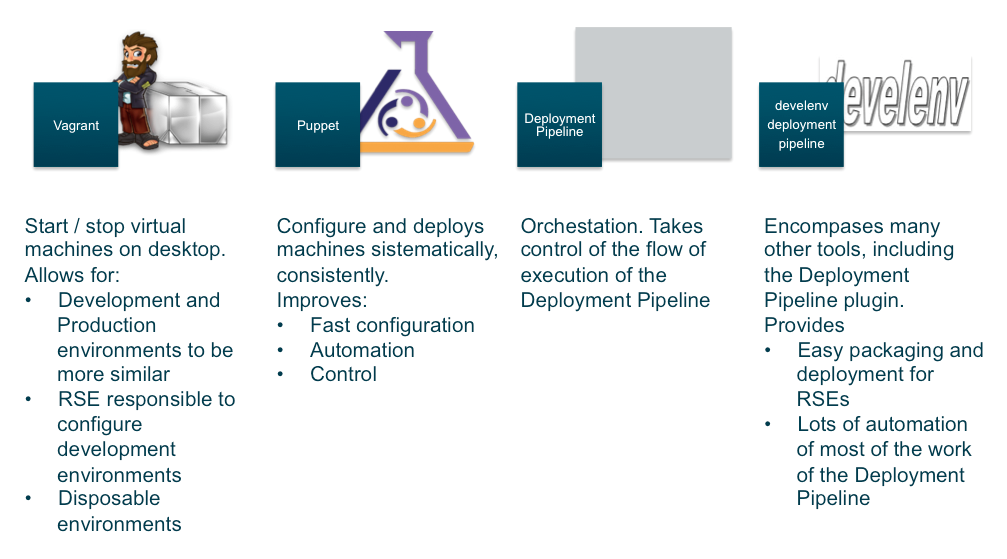 Vagrant
Start / stop virtual
machines on desktop.
Allows for:
• Development and
Production
environments to be
more similar
• RSE responsible to
configure
development
environments
• Disposable
environments
Puppet
Configure and deploys
machines sistematically,
consistently.
Improves:
• Fast configuration
• Automation
• Control
Deployment
Pipeline
Orchestation. Takes
control of the flow of
execution of the
Deployment Pipeline
develenv
deployment
pipeline
develenv
Encompases many
other tools, including
the Deployment
Pipeline plugin.
Provides
• Easy packaging and
deployment for
RSEs
• Lots of automation
of most of the work
of the Deployment
Pipeline